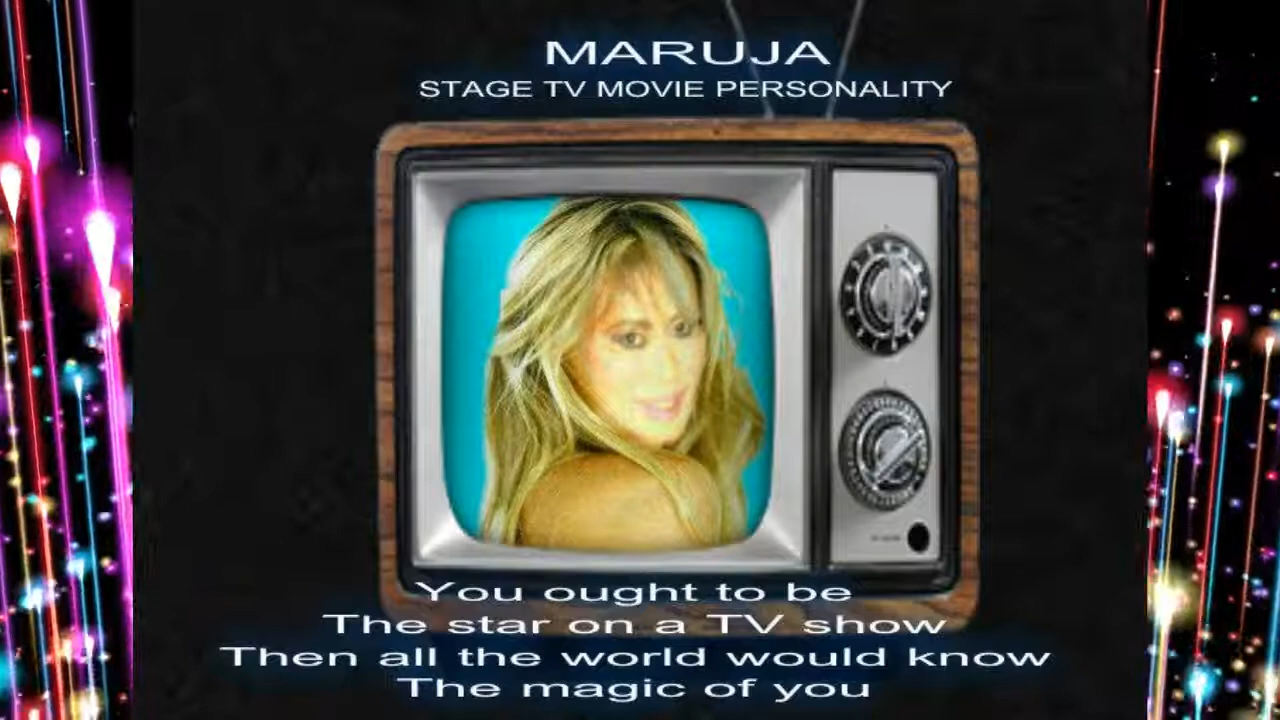 MARUJA
STAGE TV MOVIE PERSONALITY
You ought to be
The star on a TV show
Then all the world would know
The magic of you